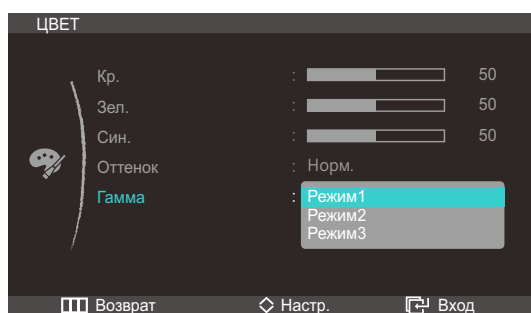 ЦВЕТ
Кр. : 50
Зел. : 50
Син. : 50
Оттенок : Норм.
Гамма : Режим1
Режим2
Режим3
Возврат Настр. Вход